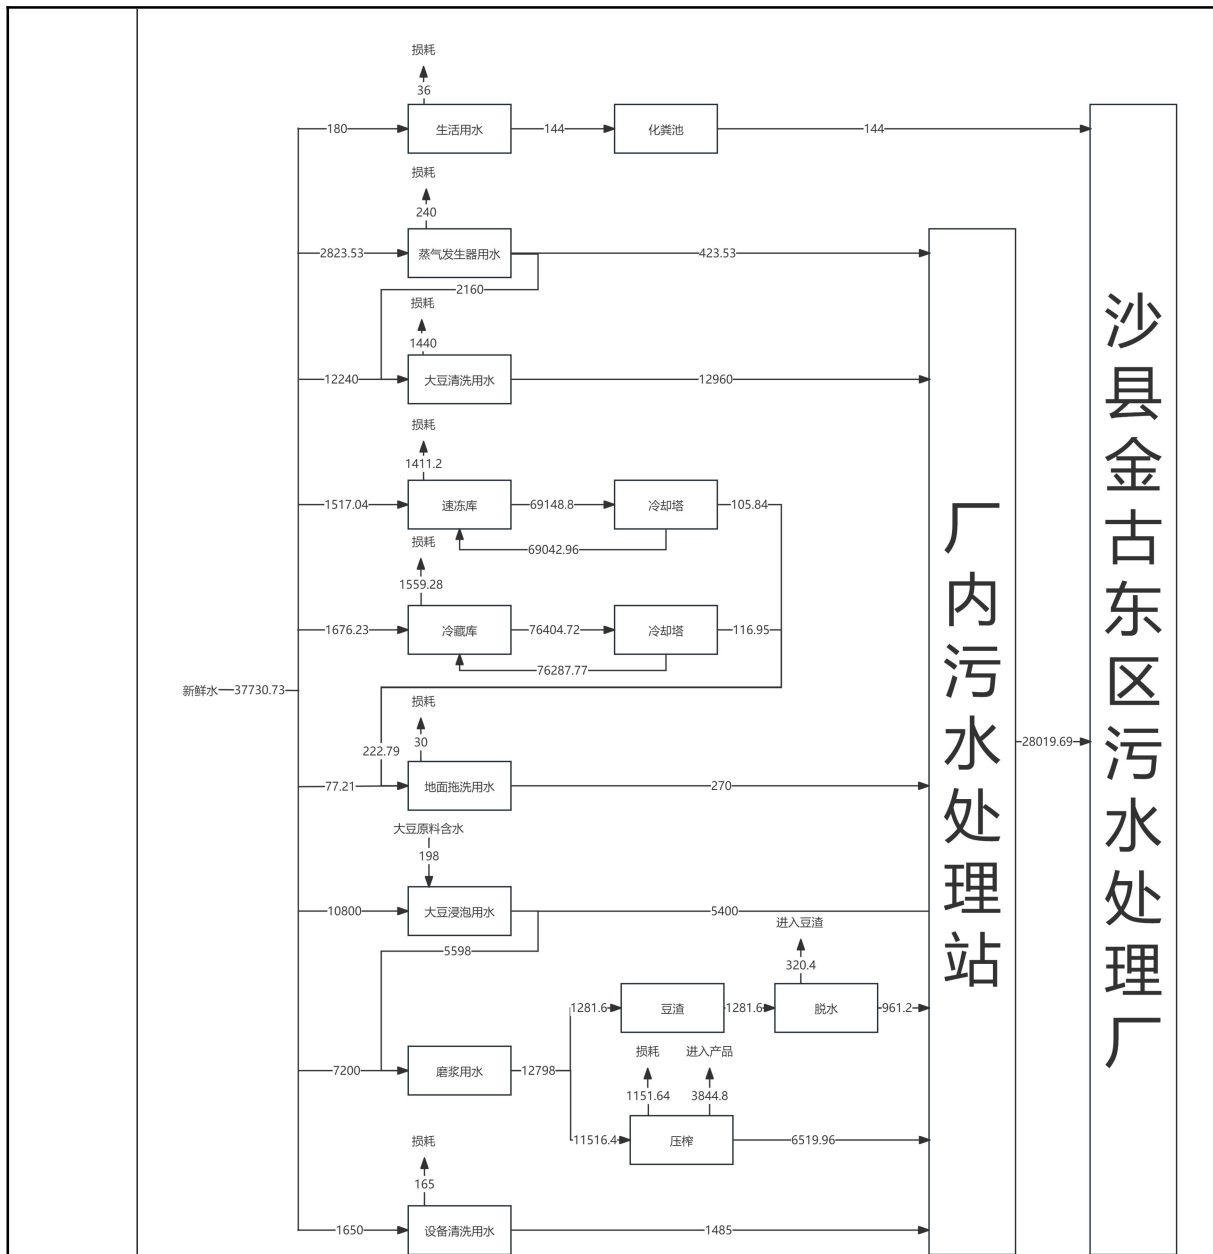 损耗
36
180
生活用水
144
化粪池
144
损耗
240
2823.53
蒸气发生器用水
423.53
2160
损耗
1440
12240
大豆清洗用水
12960
损耗
1411.2
1517.04
速冻库
69148.8
冷却塔
105.84
69042.96
损耗
1559.28
1676.23
冷藏库
76404.72
冷却塔
116.95
76287.77
新鲜水
37730.73
损耗
30
222.79
77.21
地面拖洗用水
270
大豆原料含水
198
10800
大豆浸泡用水
5400
5598
进入豆渣
320.4
1281.6
豆渣
1281.6
脱水
961.2
7200
磨浆用水
12798
损耗
进入产品
1151.64
3844.8
11516.4
压榨
6519.96
损耗
165
1650
设备清洗用水
1485
厂内污水处理站
28019.69
沙县金古东区污水处理厂